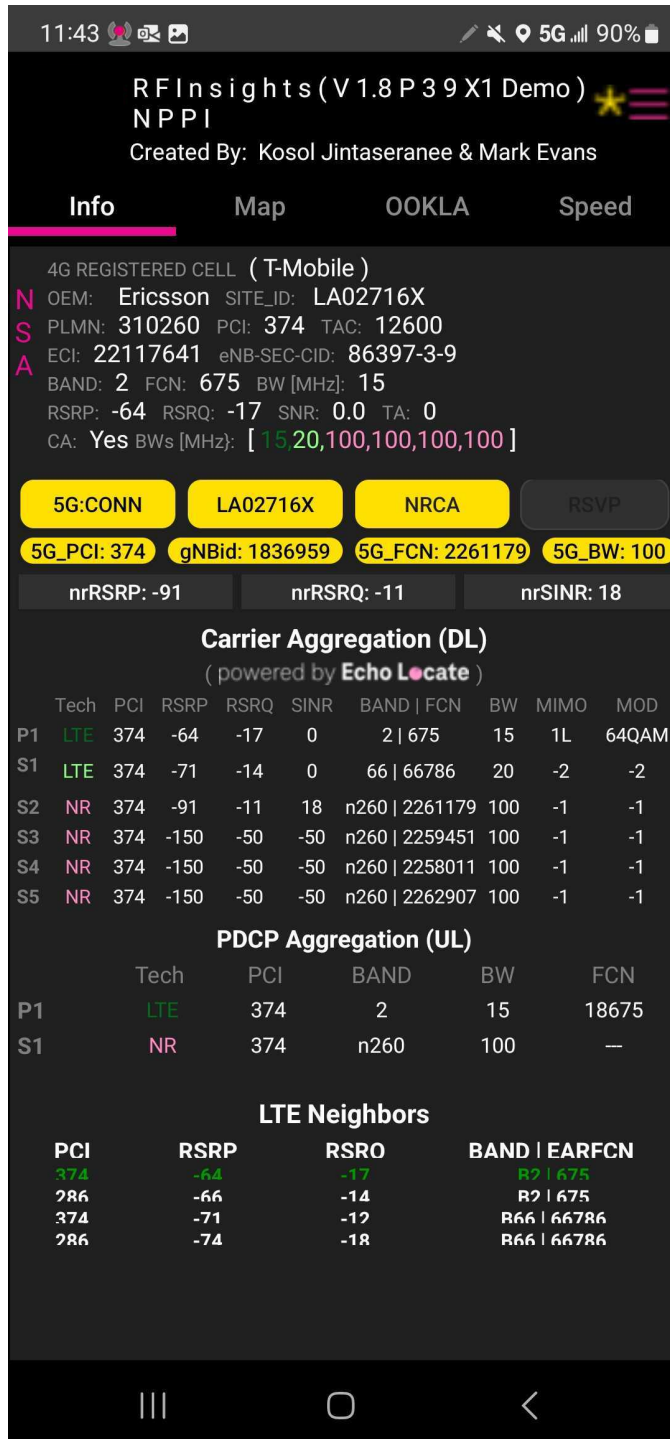 11:43 5G 90%
RFInsights(V 1.8 P 3 9 X1 Demo)
NPPI
Created By: Kosol Jintaseranee & Mark Evans
Info Map OOKLA Speed
4G REGISTERED CELL ( T-Mobile )
NSA
OEM: Ericsson SITE_ID: LA02716X
PLMN: 310260 PCI: 374 TAC: 12600
ECI: 22117641 eNB-SEC-CID: 86397-3-9
BAND: 2 FCN: 675 BW [MHz]: 15
RSRP: -64 RSRQ: -17 SNR: 0.0 TA: 0
CA: Yes BWs [MHz}: [ 15,20,100,100,100,100 ]
5G:CONN LA02716X NRCA RSVP
5G_PCI: 374 gNBid: 1836959 5G_FCN: 2261179 5G_BW: 100
nrRSRP: -91 nrRSRQ: -11 nrSINR: 18
Carrier Aggregation (DL)
( powered by Echo Locate )
Tech PCI RSRP RSRQ SINR BAND | FCN BW MIMO MOD
P1 LTE 374 -64 -17 0 2 | 675 15 1L 64QAM
S1 LTE 374 -71 -14 0 66 | 66786 20 -2 -2
S2 NR 374 -91 -11 18 n260 | 2261179 100 -1 -1
S3 NR 374 -150 -50 -50 n260 | 2259451 100 -1 -1
S4 NR 374 -150 -50 -50 n260 | 2258011 100 -1 -1
S5 NR 374 -150 -50 -50 n260 | 2262907 100 -1 -1
PDCP Aggregation (UL)
Tech PCI BAND BW FCN
P1 LTE 374 2 15 18675
S1 NR 374 n260 100 ---
LTE Neighbors
PCI RSRP RSRQ BAND | EARFCN
374 -64 -17 B2 | 675
286 -66 -14 B2 | 675
374 -71 -12 B66 | 66786
286 -74 -18 B66 | 66786